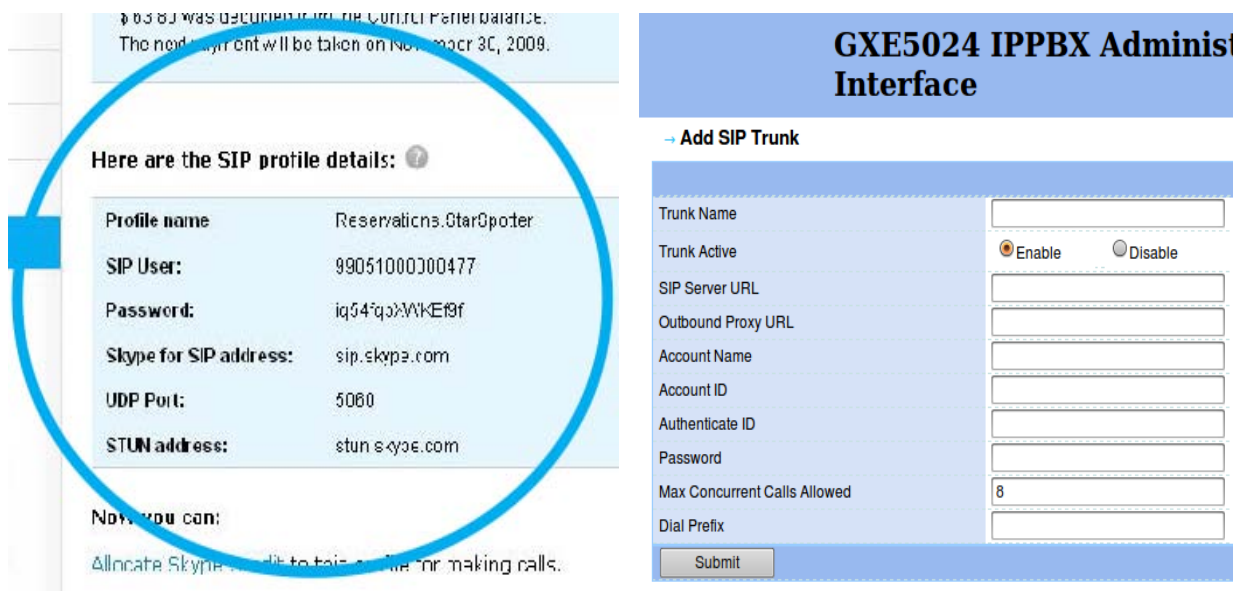 The next payment will be taken on November 30, 2009.
Here are the SIP profile details:
Profile name
SIP User: 99051000000477
Password:
Skype for SIP address: sip.skype.com
UDP Port: 5060
STUN address: stun.skype.com
Now you can:
Allocate Skype Credit to this profile for making calls.
GXE5024 IPPBX Administ
Interface
→ Add SIP Trunk
Trunk Name
Trunk Active Enable Disable
SIP Server URL
Outbound Proxy URL
Account Name
Account ID
Authenticate ID
Password
Max Concurrent Calls Allowed 8
Dial Prefix
Submit